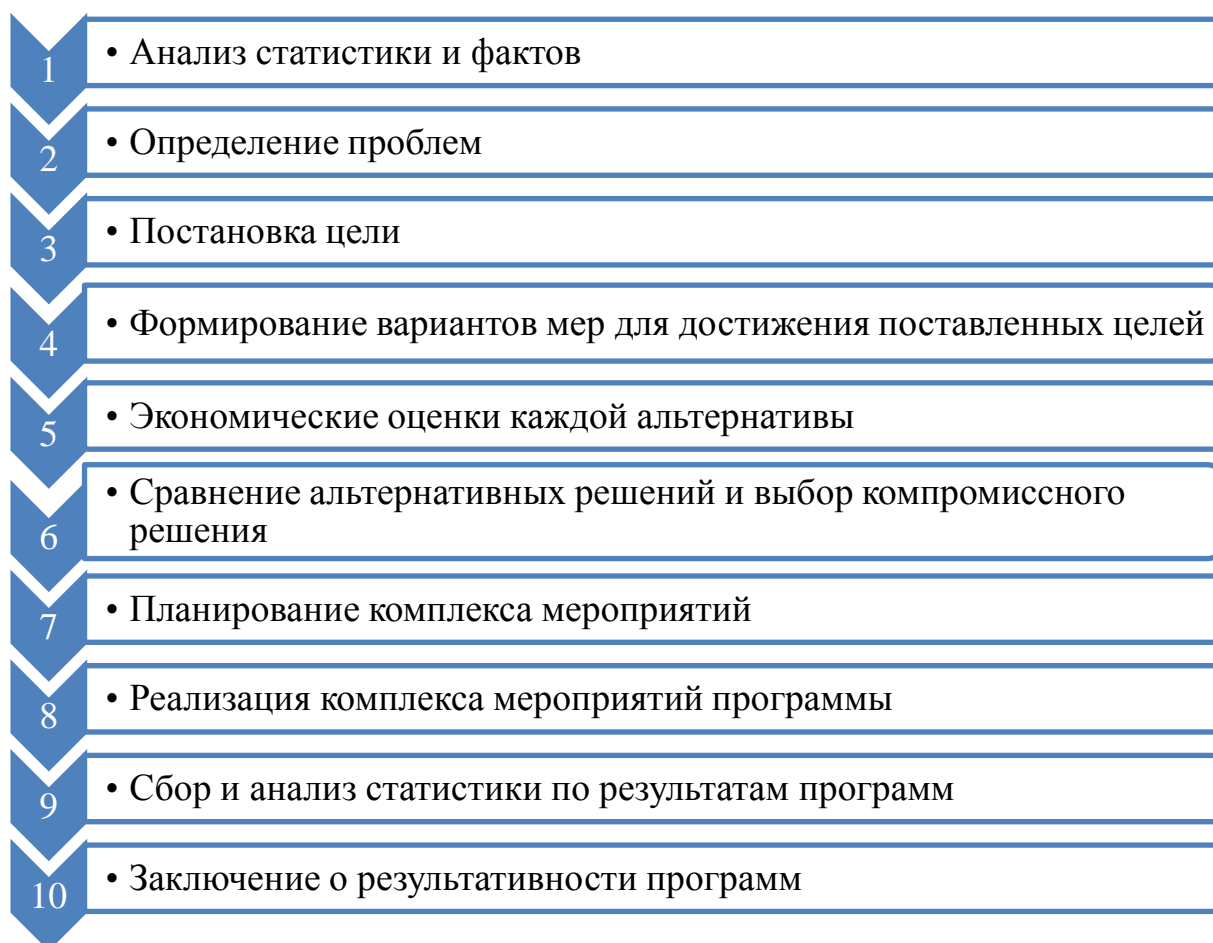 1
• Анализ статистики и фактов
2
• Определение проблем
3
• Постановка цели
4
• Формирование вариантов мер для достижения поставленных целей
5
• Экономические оценки каждой альтернативы
6
• Сравнение альтернативных решений и выбор компромиссного
решения
7
• Планирование комплекса мероприятий
8
• Реализация комплекса мероприятий программы
9
• Сбор и анализ статистики по результатам программ
10
• Заключение о результативности программ